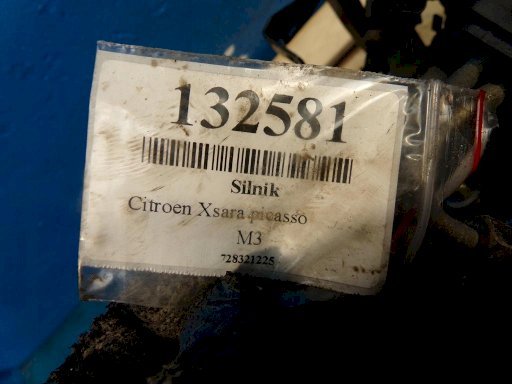 132581
Silnik
Citroen Xsara picasso
M3
728321225